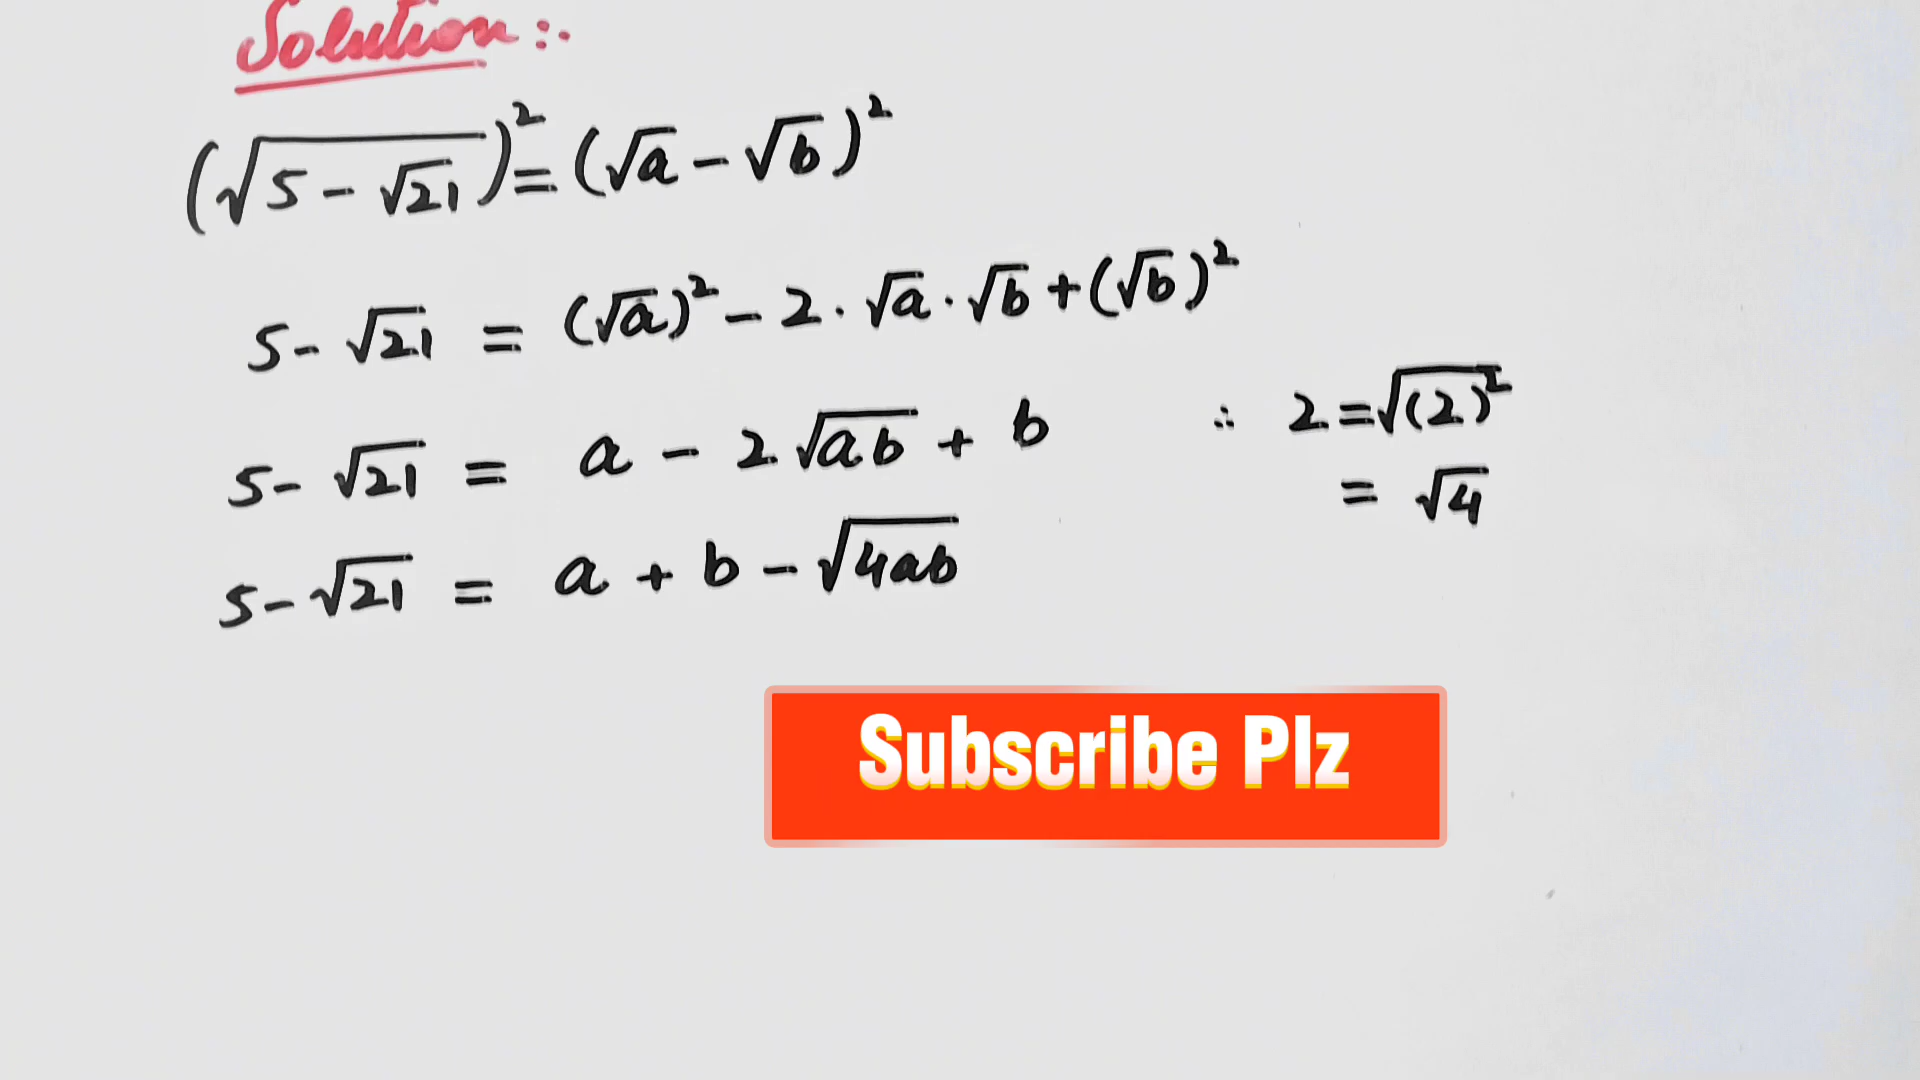 Solution :-
(√(5 - √21))² = (√a - √b)²
5 - √21 = (√a)² - 2 · √a · √b + (√b)²
5 - √21 = a - 2√ab + b ∴ 2 = √(2)²
= √4
5 - √21 = a + b - √4ab
Subscribe Plz